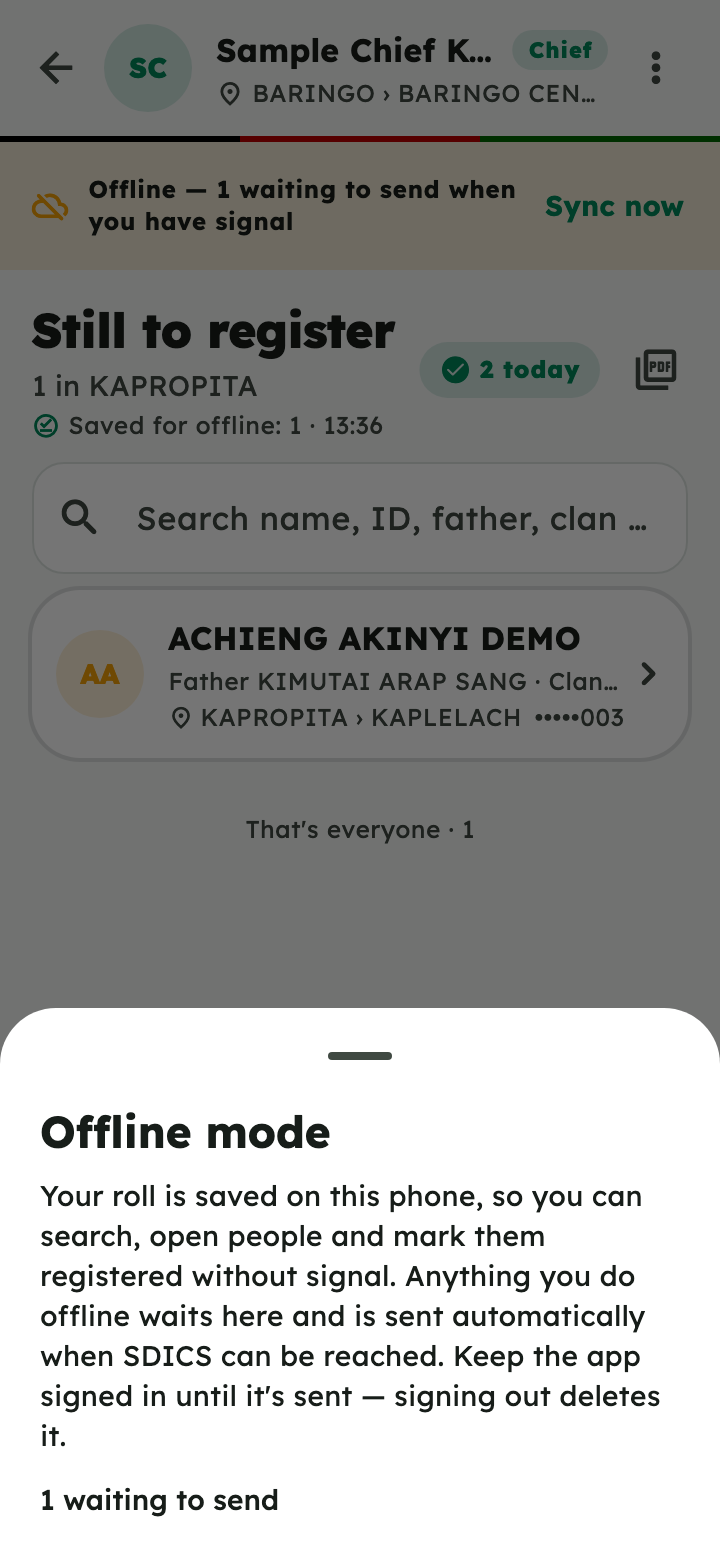 SC
Sample Chief K...
Chief
BARINGO › BARINGO CEN...
Offline — 1 waiting to send when
you have signal
Sync now
Still to register
1 in KAPROPITA
Saved for offline: 1 · 13:36
2 today
PDF
Search name, ID, father, clan ...
AA
ACHIENG AKINYI DEMO
Father KIMUTAI ARAP SANG · Clan...
KAPROPITA › KAPLELACH •••••003
That's everyone · 1
Offline mode
Your roll is saved on this phone, so you can
search, open people and mark them
registered without signal. Anything you do
offline waits here and is sent automatically
when SDICS can be reached. Keep the app
signed in until it's sent — signing out deletes
it.
1 waiting to send